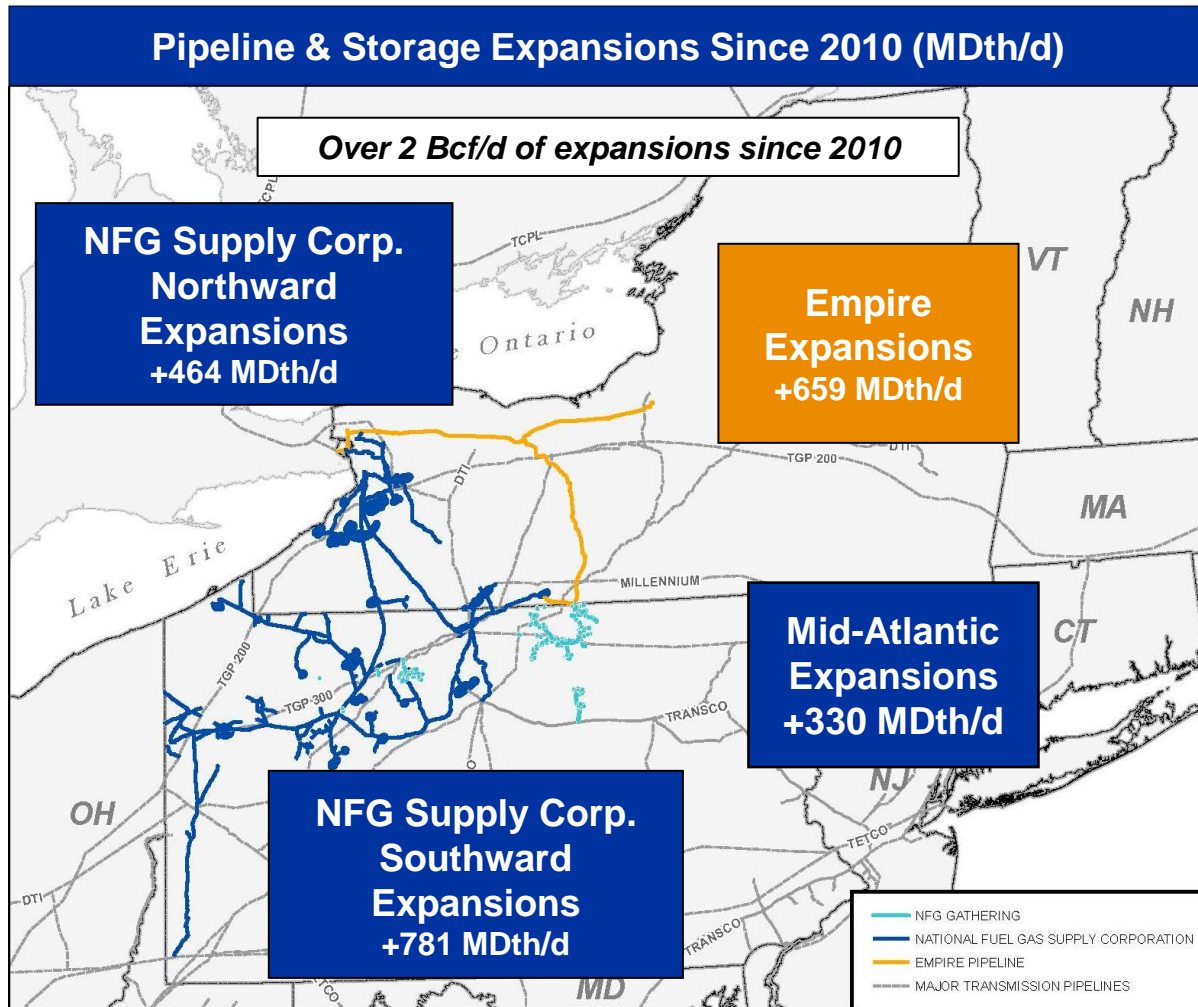 Pipeline & Storage Expansions Since 2010 (MDth/d)
Over 2 Bcf/d of expansions since 2010
TCPL
NFG Supply Corp.
Northward
Expansions
+464 MDth/d
TCPL
Empire
Expansions
+659 MDth/d
VT
NH
Ontario
TGP 200
DTI
DTI
MA
Lake Erie
MILLENNIUM
Mid-Atlantic
Expansions
+330 MDth/d
CT
TGP 200
TGP 300
TRANSCO
NFG Supply Corp.
Southward
Expansions
+781 MDth/d
OH
NJ
TETCO
DTI
TRANSCO
MD
NFG GATHERING
NATIONAL FUEL GAS SUPPLY CORPORATION
EMPIRE PIPELINE
MAJOR TRANSMISSION PIPELINES